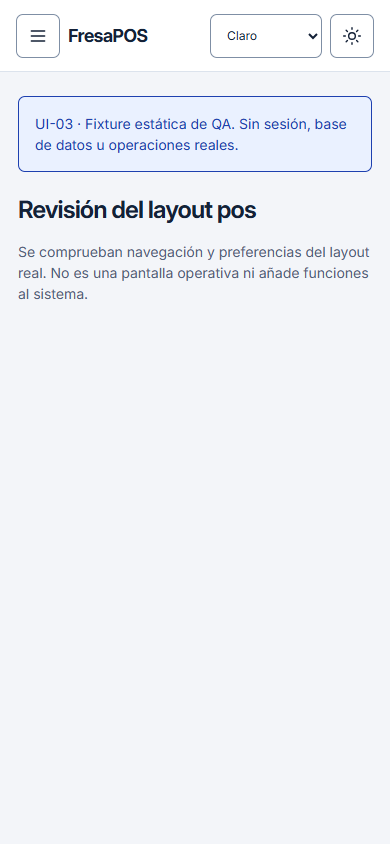 FresaPOS
Claro
UI-03 · Fixture estática de QA. Sin sesión, base
de datos u operaciones reales.
Revisión del layout pos
Se comprueban navegación y preferencias del layout
real. No es una pantalla operativa ni añade funciones
al sistema.